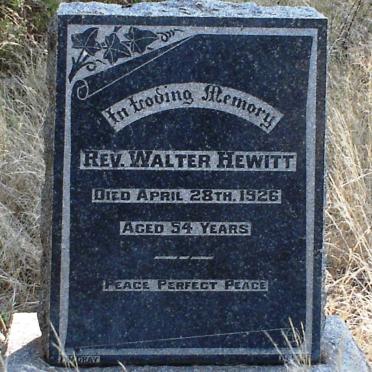 In Loving Memory
REV. WALTER HEWITT
DIED APRIL 28TH. 1926
AGED 54 YEARS
PEACE PERFECT PEACE